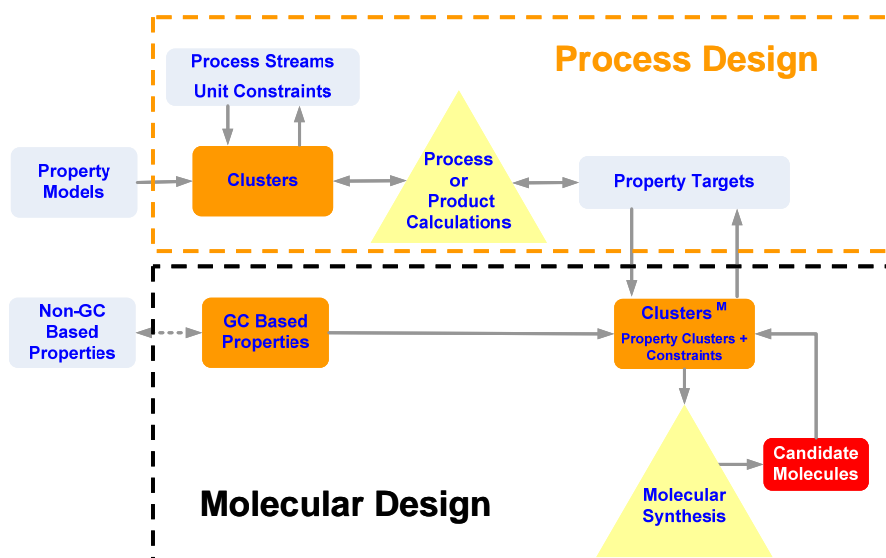 Process Design
Process Streams
Unit Constraints
Property
Models
Clusters
Process
or
Product
Calculations
Property Targets
Non-GC
Based
Properties
GC Based
Properties
Clusters M
Property Clusters +
Constraints
Candidate
Molecules
Molecular
Synthesis
Molecular Design